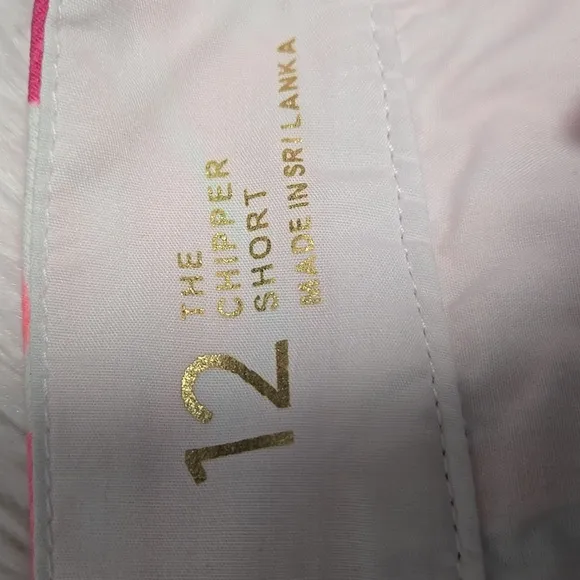 12
THE
CHIPPER
SHORT
MADE IN SRI LANKA